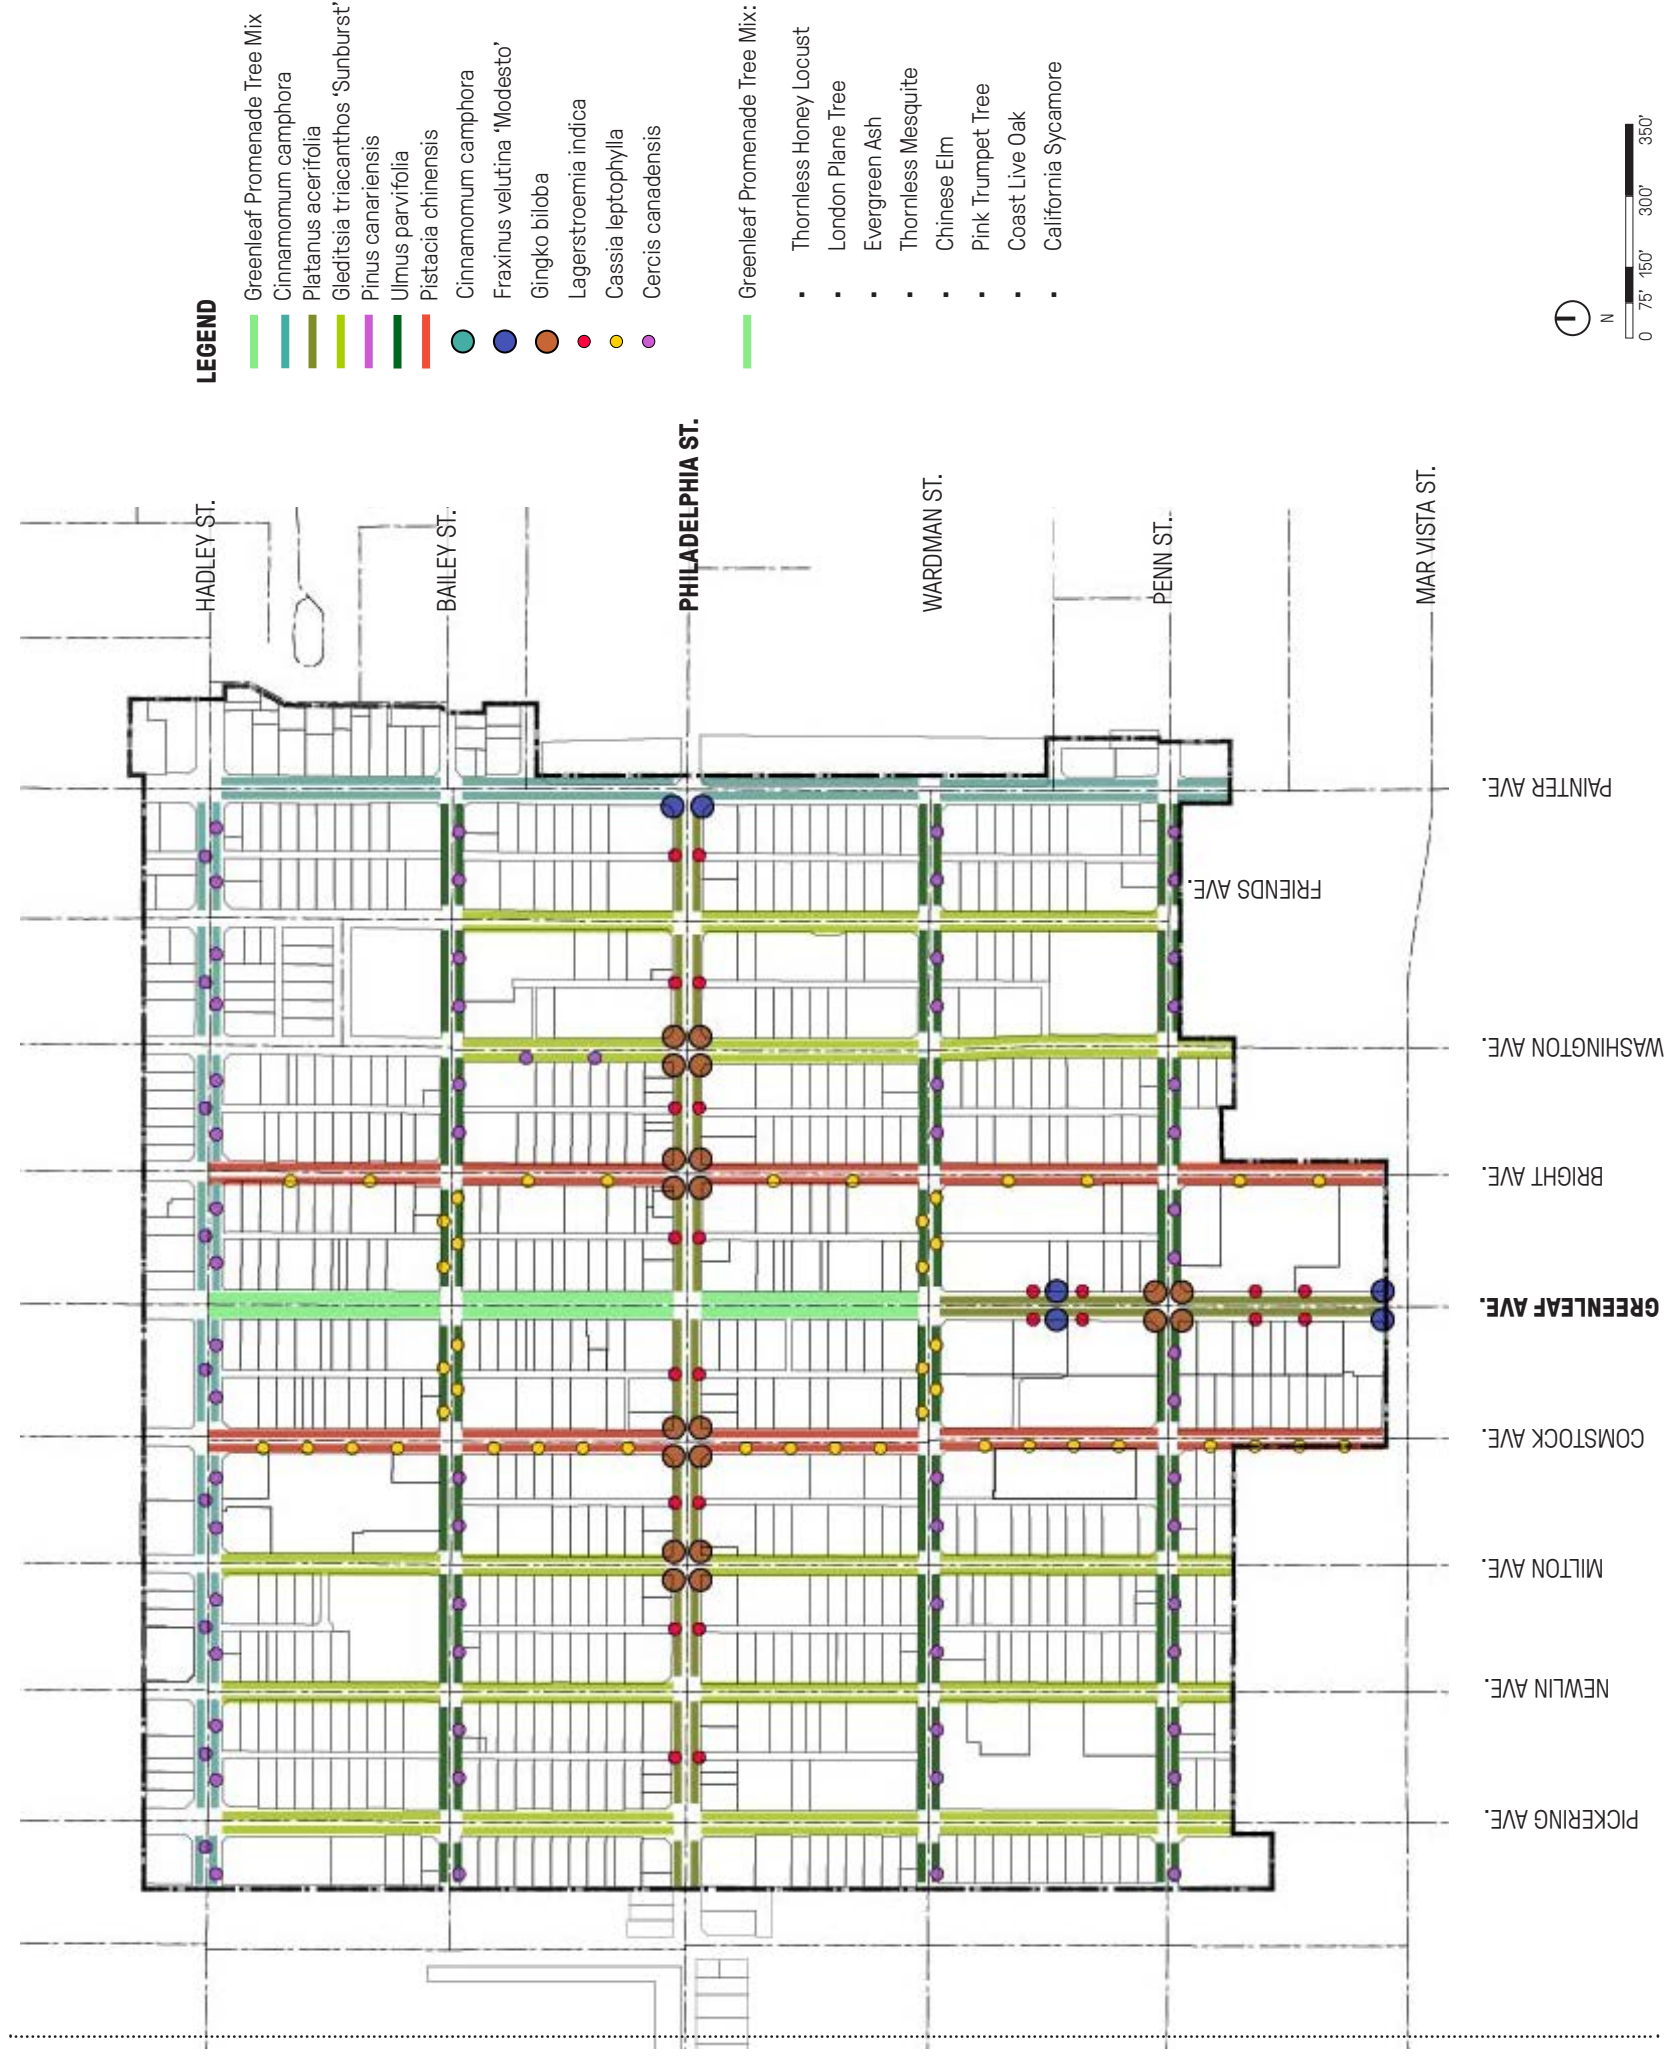 LEGEND
Greenleaf Promenade Tree Mix
Cinnamomum camphora
Platanus acerifolia
Gleditsia triacanthos ‘Sunburst’
Pinus canariensis
Ulmus parvifolia
Pistacia chinensis
Cinnamomum camphora
Fraxinus velutina ‘Modesto’
Gingko biloba
Lagerstroemia indica
Cassia leptophylla
Cercis canadensis
Greenleaf Promenade Tree Mix:
. Thornless Honey Locust
. London Plane Tree
. Evergreen Ash
. Thornless Mesquite
. Chinese Elm
. Pink Trumpet Tree
. Coast Live Oak
. California Sycamore
N
0 75' 150' 300' 350'
HADLEY ST.
BAILEY ST.
PHILADELPHIA ST.
WARDMAN ST.
PENN ST.
MAR VISTA ST.
PAINTER AVE.
FRIENDS AVE.
WASHINGTON AVE.
BRIGHT AVE.
GREENLEAF AVE.
COMSTOCK AVE.
MILTON AVE.
NEWLIN AVE.
PICKERING AVE.